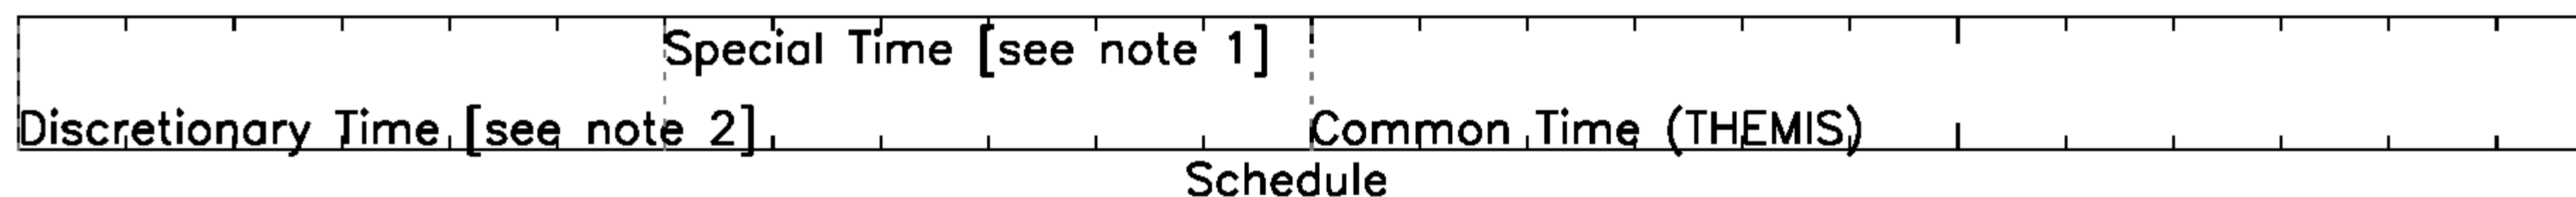 Special Time [see note 1]
Discretionary Time [see note 2]
Common Time (THEMIS)
Schedule